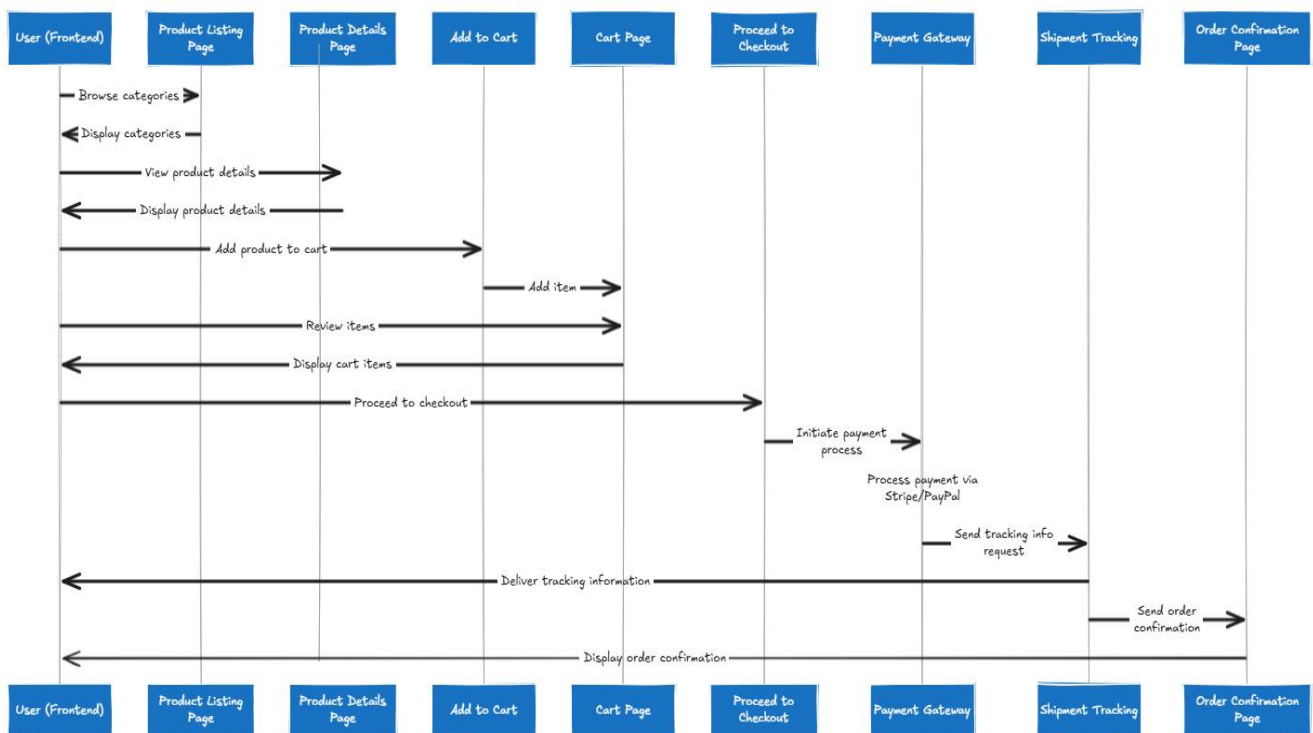 User (Frontend)
Product Listing
Page
Product Details
Page
Add to Cart
Cart Page
Proceed to
Checkout
Payment Gateway
Shipment Tracking
Order Confirmation
Page
Browse categories
Display categories
View product details
Display product details
Add product to cart
Add item
Review items
Display cart items
Proceed to checkout
Initiate payment
process
Process payment via
Stripe/PayPal
Send tracking info
request
Deliver tracking information
Send order
confirmation
Display order confirmation
User (Frontend)
Product Listing
Page
Product Details
Page
Add to Cart
Cart Page
Proceed to
Checkout
Payment Gateway
Shipment Tracking
Order Confirmation
Page